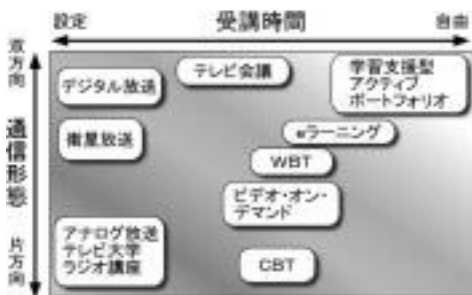 設定 受講時間 自由
双方向
通信形態
片方向
デジタル放送
テレビ会議
学習支援型
アクティブ
ポートフォリオ
衛星放送
eラーニング
WBT
ビデオ・オン・
デマンド
アナログ放送
テレビ大学
ラジオ講座
CBT